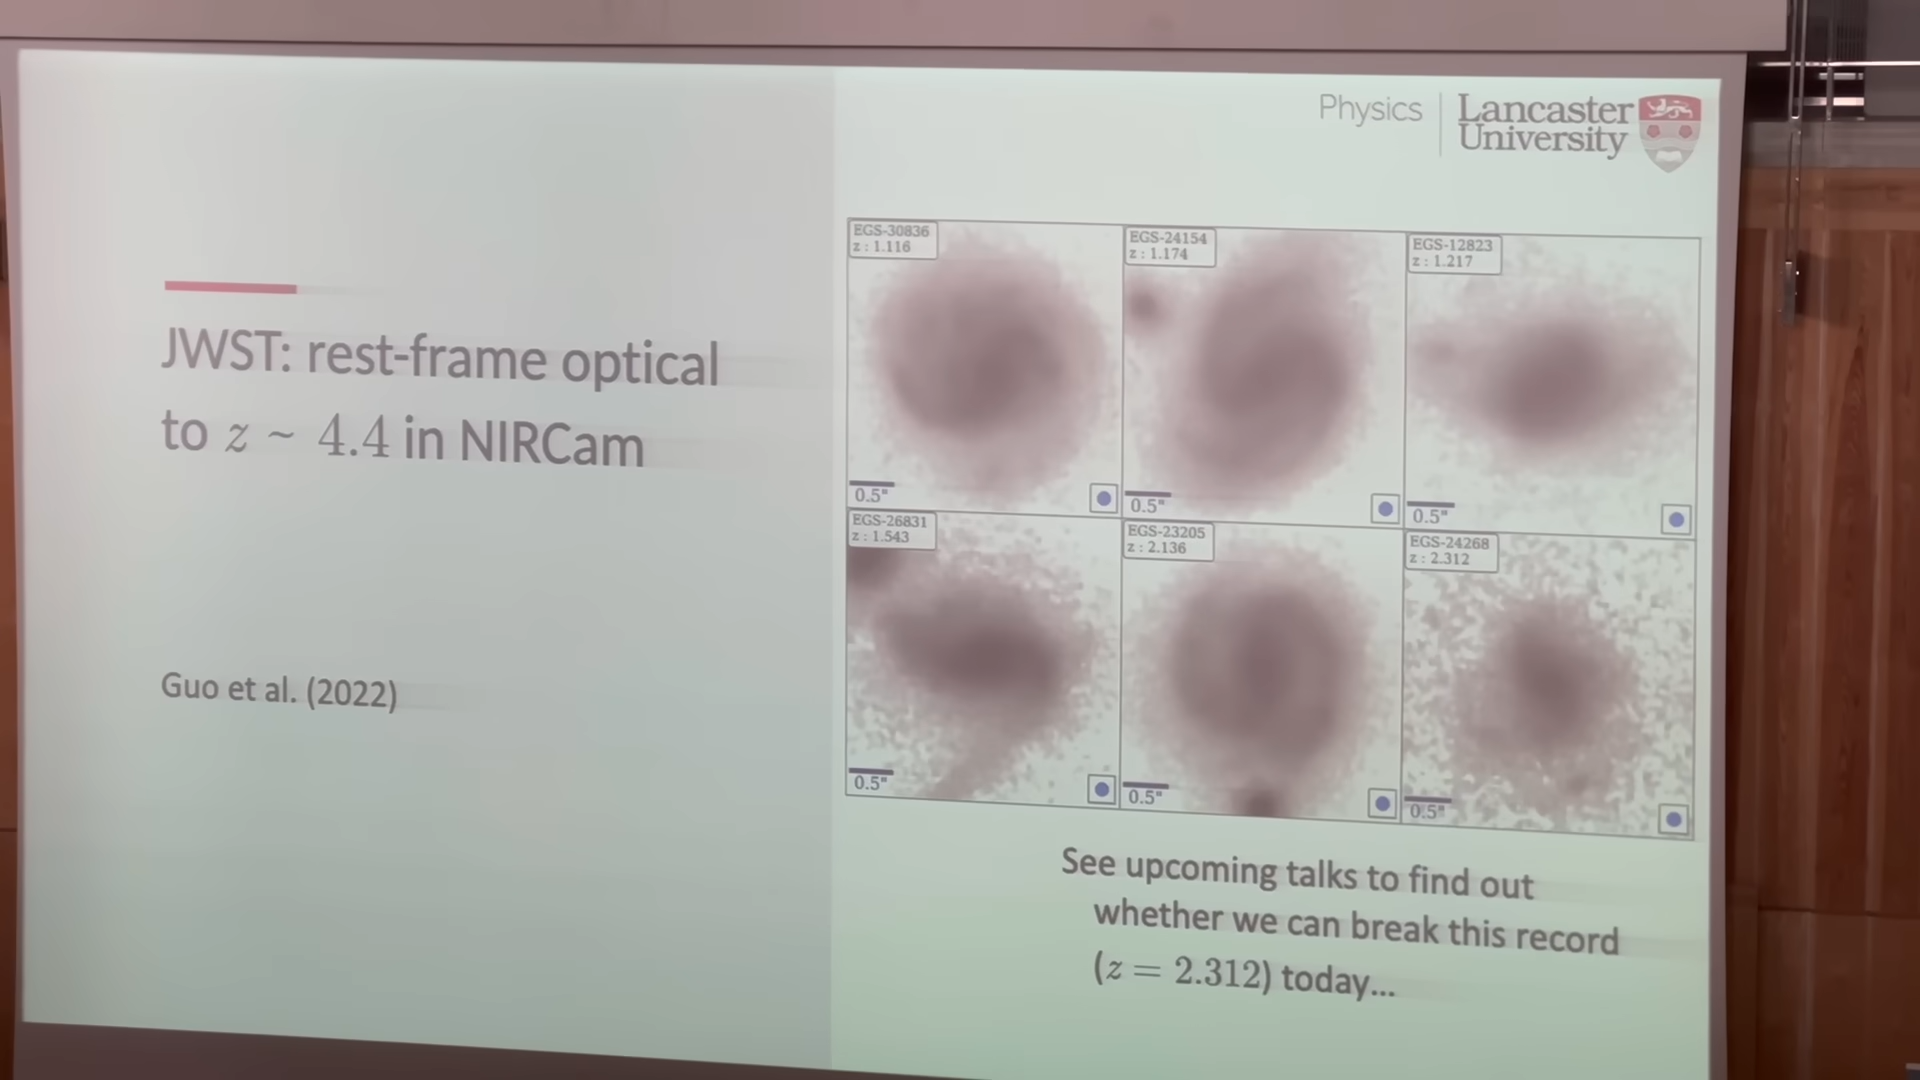 Physics
Lancaster
University
JWST: rest-frame optical
to z ~ 4.4 in NIRCam
Guo et al. (2022)
EGS-30836
z : 1.116
0.5"
EGS-24154
z : 1.174
0.5"
EGS-12823
z : 1.217
0.5"
EGS-26831
z : 1.543
0.5"
EGS-23205
z : 2.136
0.5"
EGS-24268
z : 2.312
0.5"
See upcoming talks to find out
whether we can break this record
(z = 2.312) today...